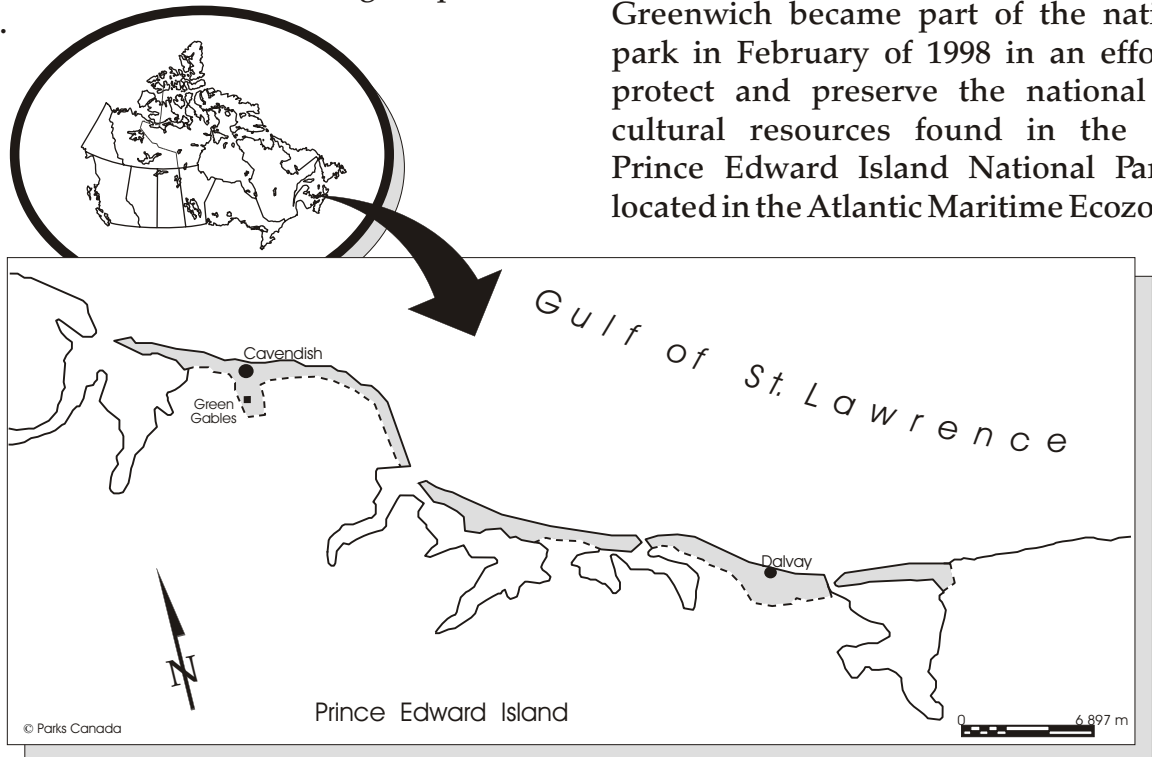 .
Greenwich became part of the nati
park in February of 1998 in an effo
protect and preserve the national
cultural resources found in the
Prince Edward Island National Par
located in the Atlantic Maritime Ecozo
Gulf of St. Lawrence
Cavendish
Green
Gables
Dalvay
N
Prince Edward Island
© Parks Canada
0 6 897 m